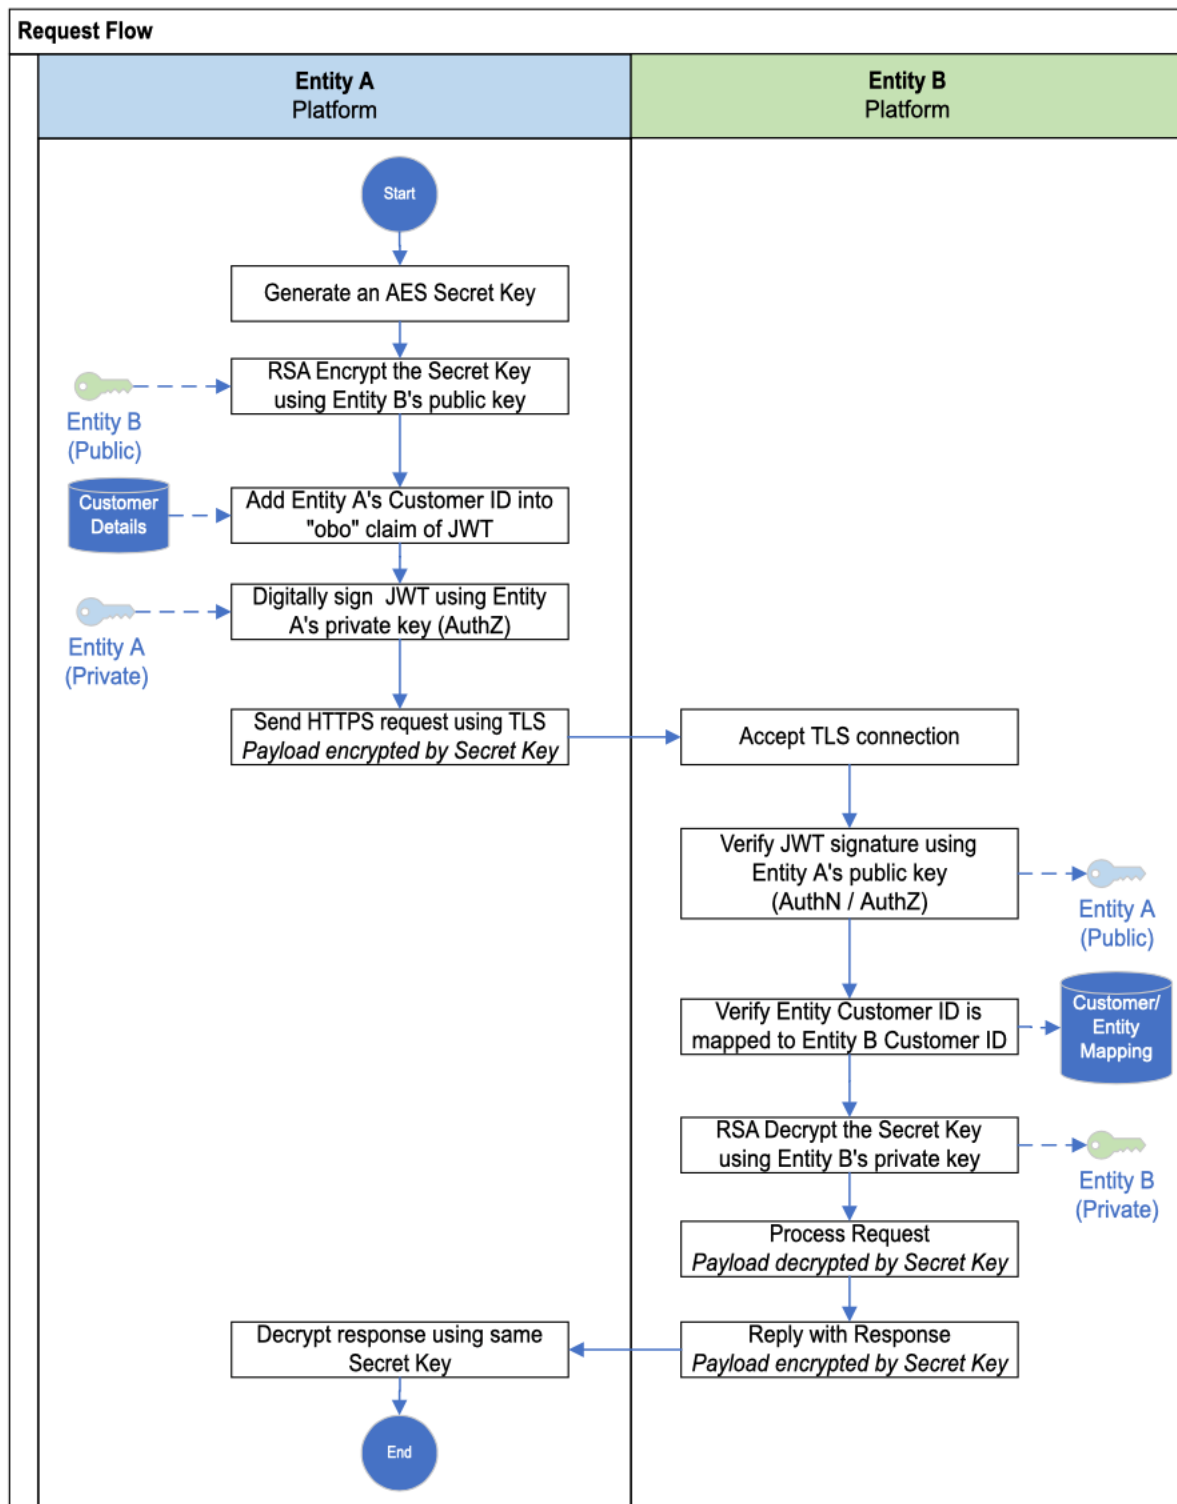 Request Flow
Entity A
Platform
Entity B
Platform
Start
Generate an AES Secret Key
RSA Encrypt the Secret Key
using Entity B's public key
Entity B
(Public)
Customer
Details
Add Entity A's Customer ID into
"obo" claim of JWT
Digitally sign JWT using Entity
A's private key (AuthZ)
Entity A
(Private)
Send HTTPS request using TLS
Payload encrypted by Secret Key
Accept TLS connection
Verify JWT signature using
Entity A's public key
(AuthN / AuthZ)
Entity A
(Public)
Verify Entity Customer ID is
mapped to Entity B Customer ID
Customer/
Entity
Mapping
RSA Decrypt the Secret Key
using Entity B's private key
Entity B
(Private)
Process Request
Payload decrypted by Secret Key
Reply with Response
Payload encrypted by Secret Key
Decrypt response using same
Secret Key
End